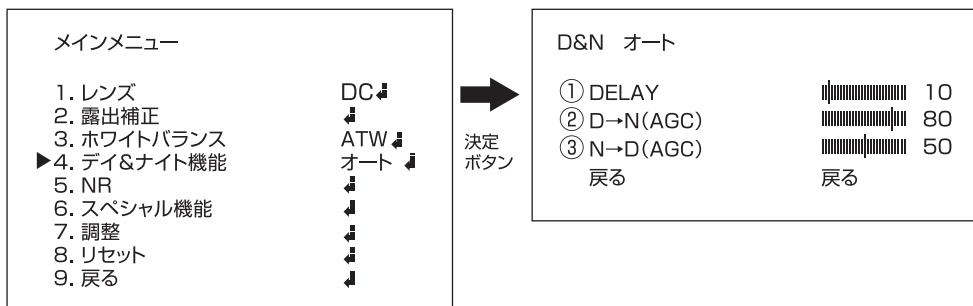 メインメニュー
1. レンズ DC
2. 露出補正
3. ホワイトバランス ATW
▶4. デイ&ナイト機能 オート
5. NR
6. スペシャル機能
7. 調整
8. リセット
9. 戻る
決定
ボタン
D&N オート
① DELAY 10
② D→N(AGC) 80
③ N→D(AGC) 50
戻る 戻る